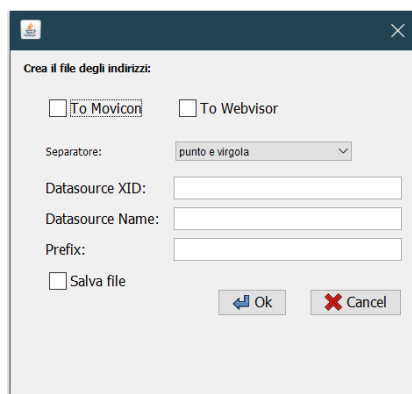 Crea il file degli indirizzi:
To Movicon To Webvisor
Separatore: punto e virgola
Datasource XID:
Datasource Name:
Prefix:
Salva file
Ok Cancel